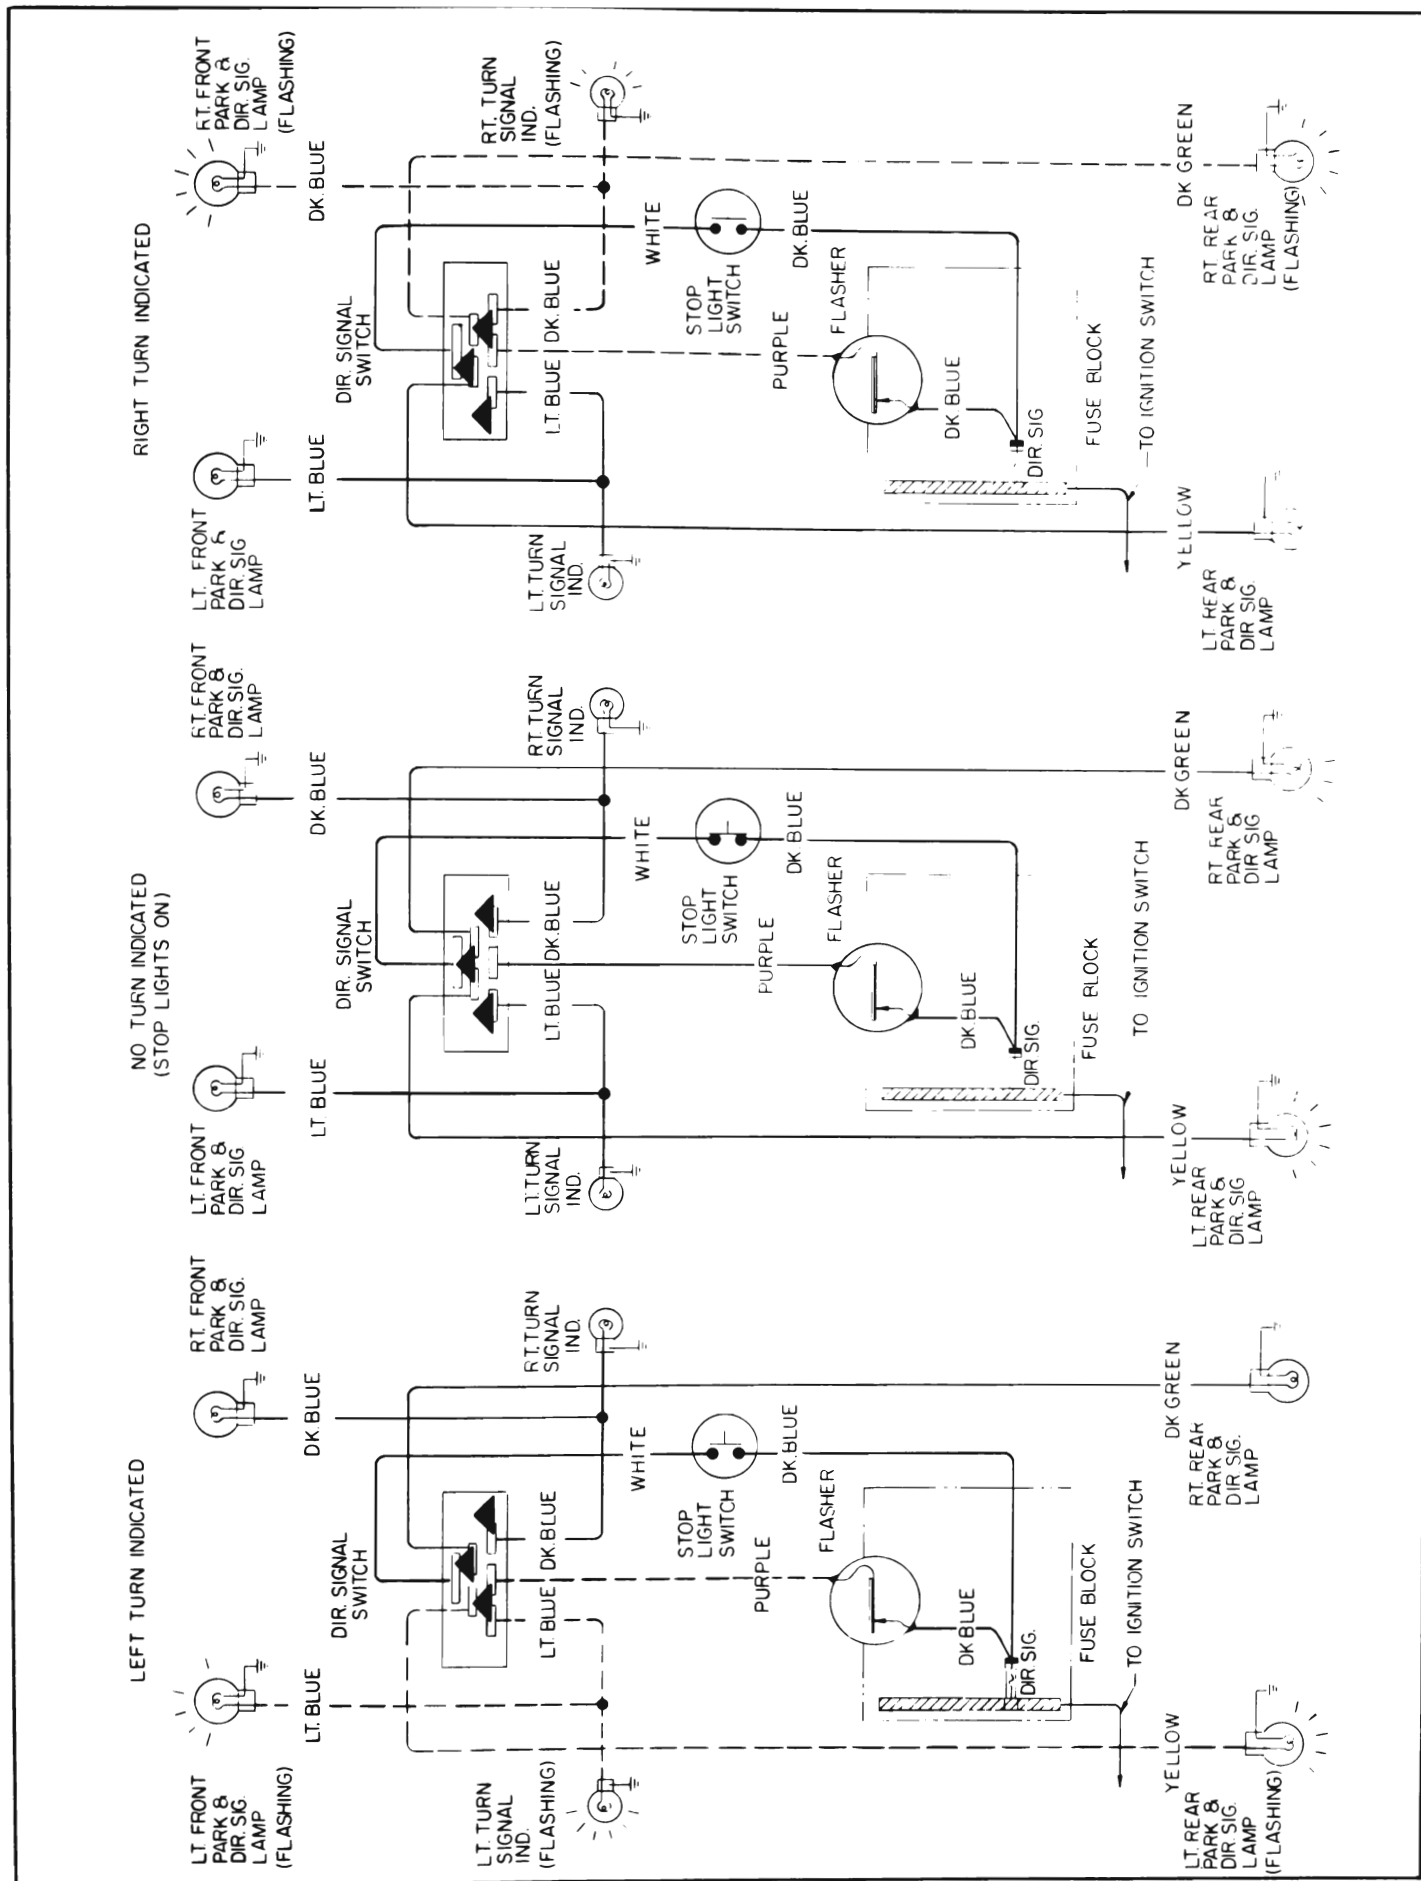 LEFT TURN INDICATED
LT. FRONT
PARK &
DIR. SIG.
LAMP
(FLASHING)
RT. FRONT
PARK &
DIR. SIG.
LAMP
LT. BLUE
DK. BLUE
DIR. SIGNAL
SWITCH
LT. TURN
SIGNAL
IND.
(FLASHING)
LT. BLUE
DK. BLUE
RT. TURN
SIGNAL
IND.
WHITE
STOP
LIGHT
SWITCH
PURPLE
DK. BLUE
FLASHER
DK BLUE
DIR. SIG.
FUSE BLOCK
TO IGNITION SWITCH
YELLOW
DK GREEN
LT. REAR
PARK &
DIR. SIG.
LAMP
(FLASHING)
RT. REAR
PARK &
DIR. SIG.
LAMP
NO TURN INDICATED
(STOP LIGHTS ON)
LT. FRONT
PARK &
DIR. SIG
LAMP
RT. FRONT
PARK &
DIR. SIG.
LAMP
LT. BLUE
DK. BLUE
DIR. SIGNAL
SWITCH
LT. TURN
SIGNAL
IND.
LT. BLUE
DK. BLUE
RT. TURN
SIGNAL
IND.
WHITE
STOP
LIGHT
SWITCH
PURPLE
DK BLUE
FLASHER
DK. BLUE
DIR. SIG.
FUSE BLOCK
TO IGNITION SWITCH
YELLOW
DK GREEN
LT. REAR
PARK &
DIR. SIG
LAMP
RT. REAR
PARK &
DIR SIG
LAMP
RIGHT TURN INDICATED
LT. FRONT
PARK &
DIR. SIG
LAMP
RT. FRONT
PARK &
DIR. SIG.
LAMP
(FLASHING)
LT. BLUE
DK. BLUE
DIR. SIGNAL
SWITCH
LT. TURN
SIGNAL
IND.
LT. BLUE
DK. BLUE
RT. TURN
SIGNAL
IND.
(FLASHING)
WHITE
STOP
LIGHT
SWITCH
PURPLE
DK. BLUE
FLASHER
DK. BLUE
DIR. SIG
FUSE BLOCK
TO IGNITION SWITCH
YELLOW
DK GREEN
LT. REAR
PARK &
DIR SIG.
LAMP
RT. REAR
PARK &
DIR. SIG.
LAMP
(FLASHING)